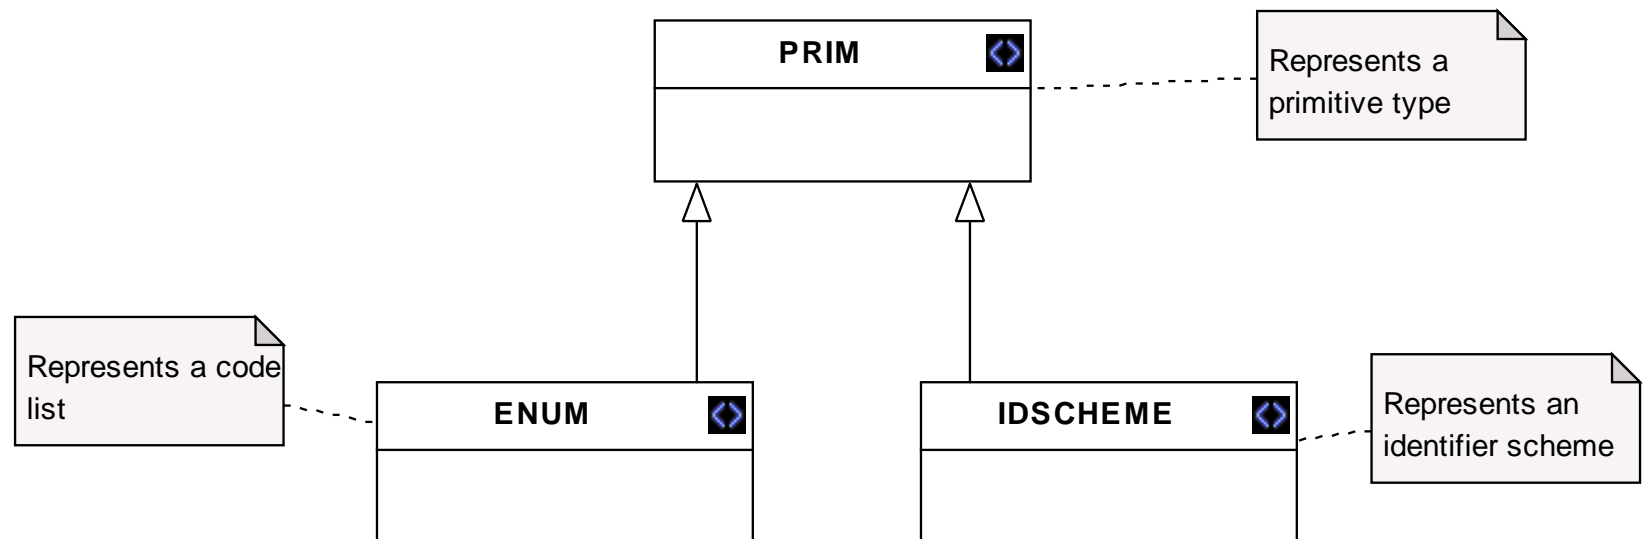 PRIM
Represents a
primitive type
Represents a code
list
ENUM
IDSCHEME
Represents an
identifier scheme